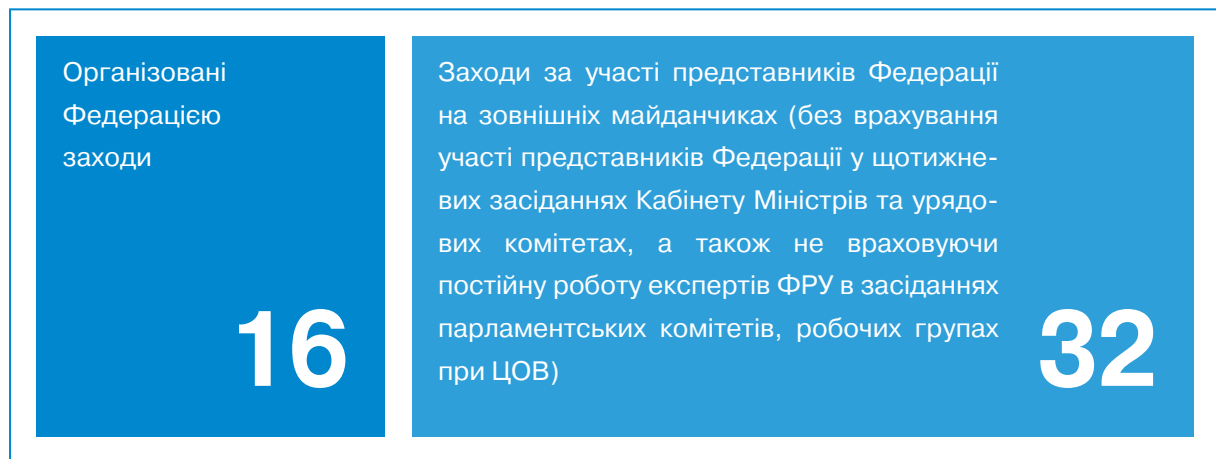 Організовані
Федерацією
заходи
16
Заходи за участі представників Федерації
на зовнішніх майданчиках (без врахування
участі представників Федерації у щотижне-
вих засіданнях Кабінету Міністрів та урядо-
вих комітетах, а також не враховуючи
постійну роботу експертів ФРУ в засіданнях
парламентських комітетів, робочих групах
при ЦОВ)
32